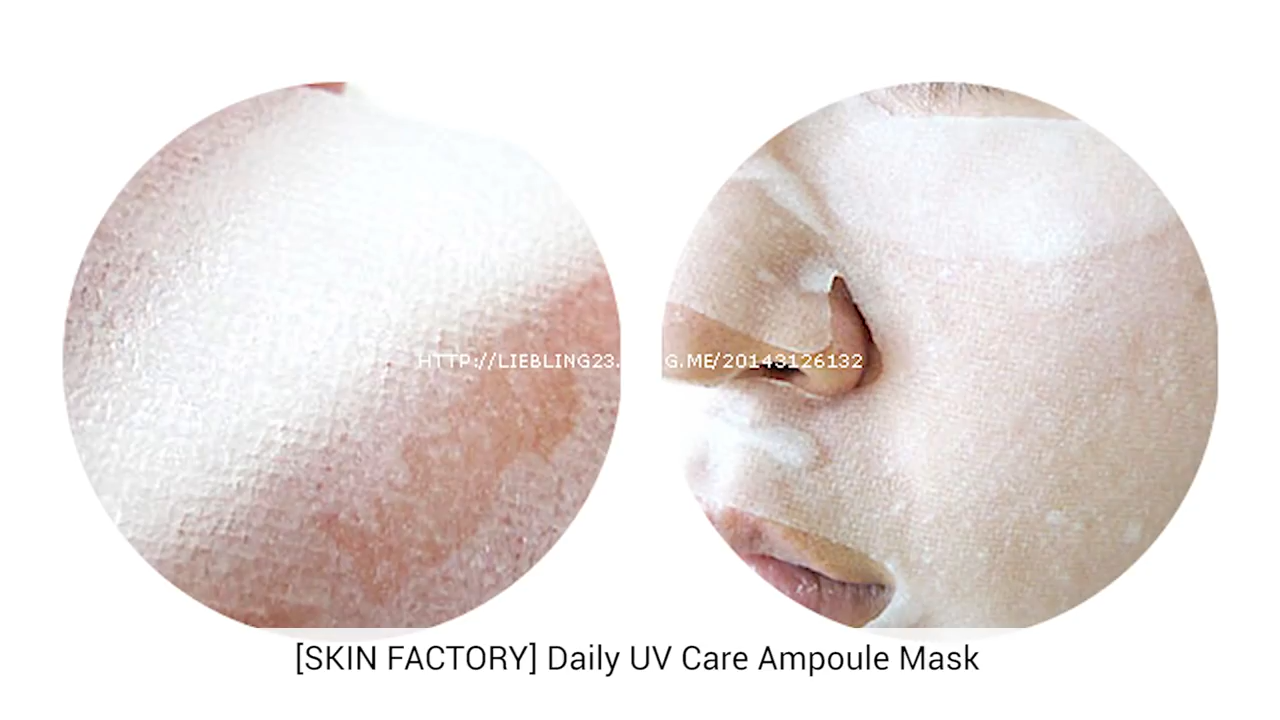 HTTP://LIEBLING23.
G.ME/20143126132
[SKIN FACTORY] Daily UV Care Ampoule Mask